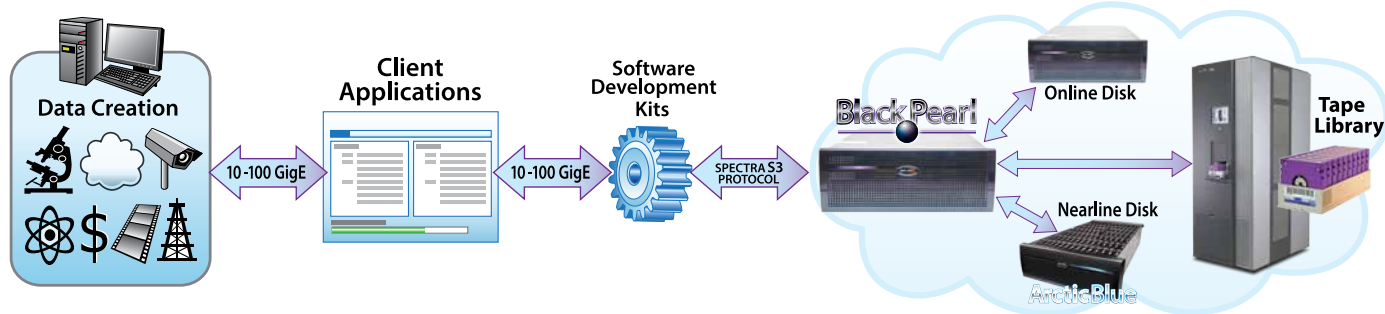 Data Creation
$
10 -100 GigE
Client
Applications
10 -100 GigE
Software
Development
Kits
SPECTRA S3
PROTOCOL
BlackPearl
Online Disk
Nearline Disk
ArcticBlue
Tape
Library